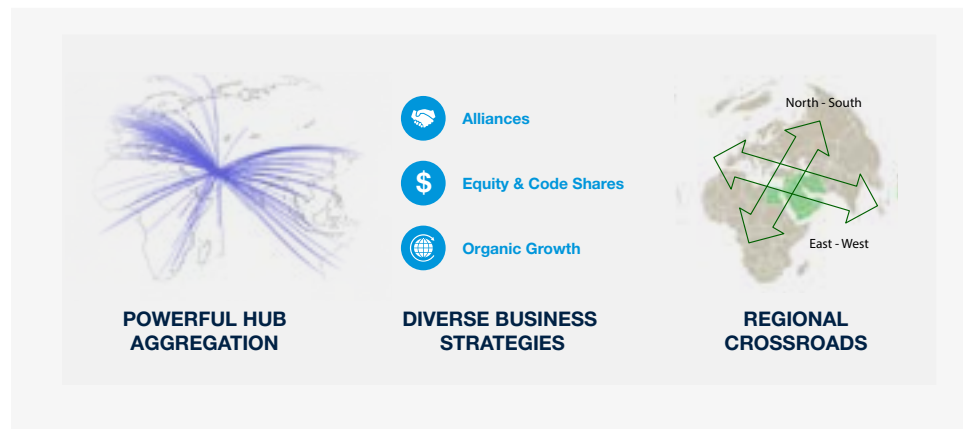 POWERFUL HUB
AGGREGATION
$
Alliances
Equity & Code Shares
Organic Growth
DIVERSE BUSINESS
STRATEGIES
North - South
East - West
REGIONAL
CROSSROADS